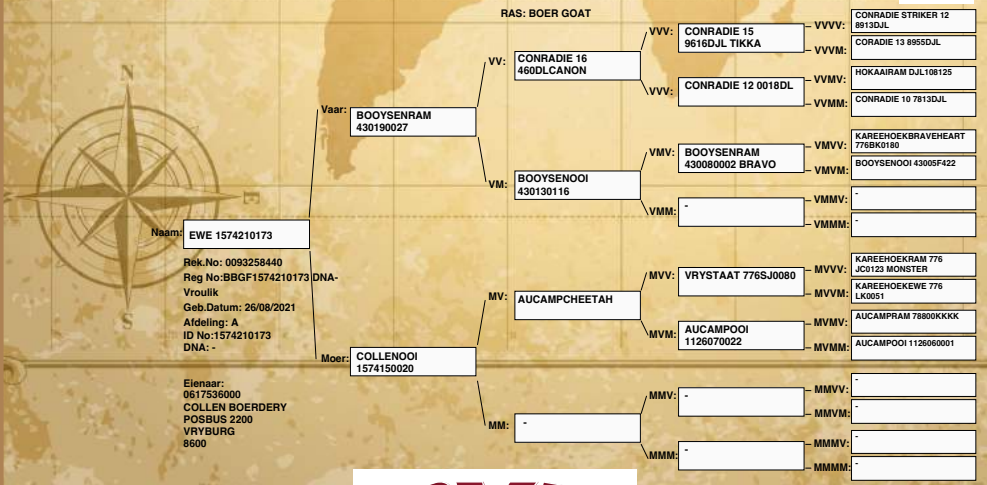 RAS: BOER GOAT
N
E
S
Naam:
EWE 1574210173
Rek.No: 0093258440
Reg No:BBGF1574210173 DNA-
Vroulik
Geb.Datum: 26/08/2021
Afdeling: A
ID No:1574210173
DNA: -
Eienaar:
0617536000
COLLEN BOERDERY
POSBUS 2200
VRYBURG
8600
Vaar:
BOOYSENRAM
430190027
Moer:
COLLENOOI
1574150020
VV:
CONRADIE 16
460DLCANON
VM:
BOOYSENOOI
430130116
MV:
AUCAMPCHEETAH
MM:
-
VVV:
CONRADIE 15
9616DJL TIKKA
VVV:
CONRADIE 12 0018DL
VMV:
BOOYSENRAM
430080002 BRAVO
VMM:
-
MVV:
VRYSTAAT 776SJ0080
MVM:
AUCAMPOOI
1126070022
MMV:
-
MMM:
-
VVVV:
CONRADIE STRIKER 12
8913DJL
VVVM:
CORADIE 13 8955DJL
VVMV:
HOKAAIRAM DJL108125
VVMM:
CONRADIE 10 7813DJL
VMVV:
KAREEHOEKBRAVEHEART
776BK0180
VMVM:
BOOYSENOOI 43005F422
VMMV:
-
VMMM:
-
MVVV:
KAREEHOEKRAM 776
JC0123 MONSTER
MVVM:
KAREEHOEKEWE 776
LK0051
MVMV:
AUCAMPRAM 78800KKKK
MVMM:
AUCAMPOOI 1126060001
MMVV:
-
MMVM:
-
MMMV:
-
MMMM:
-